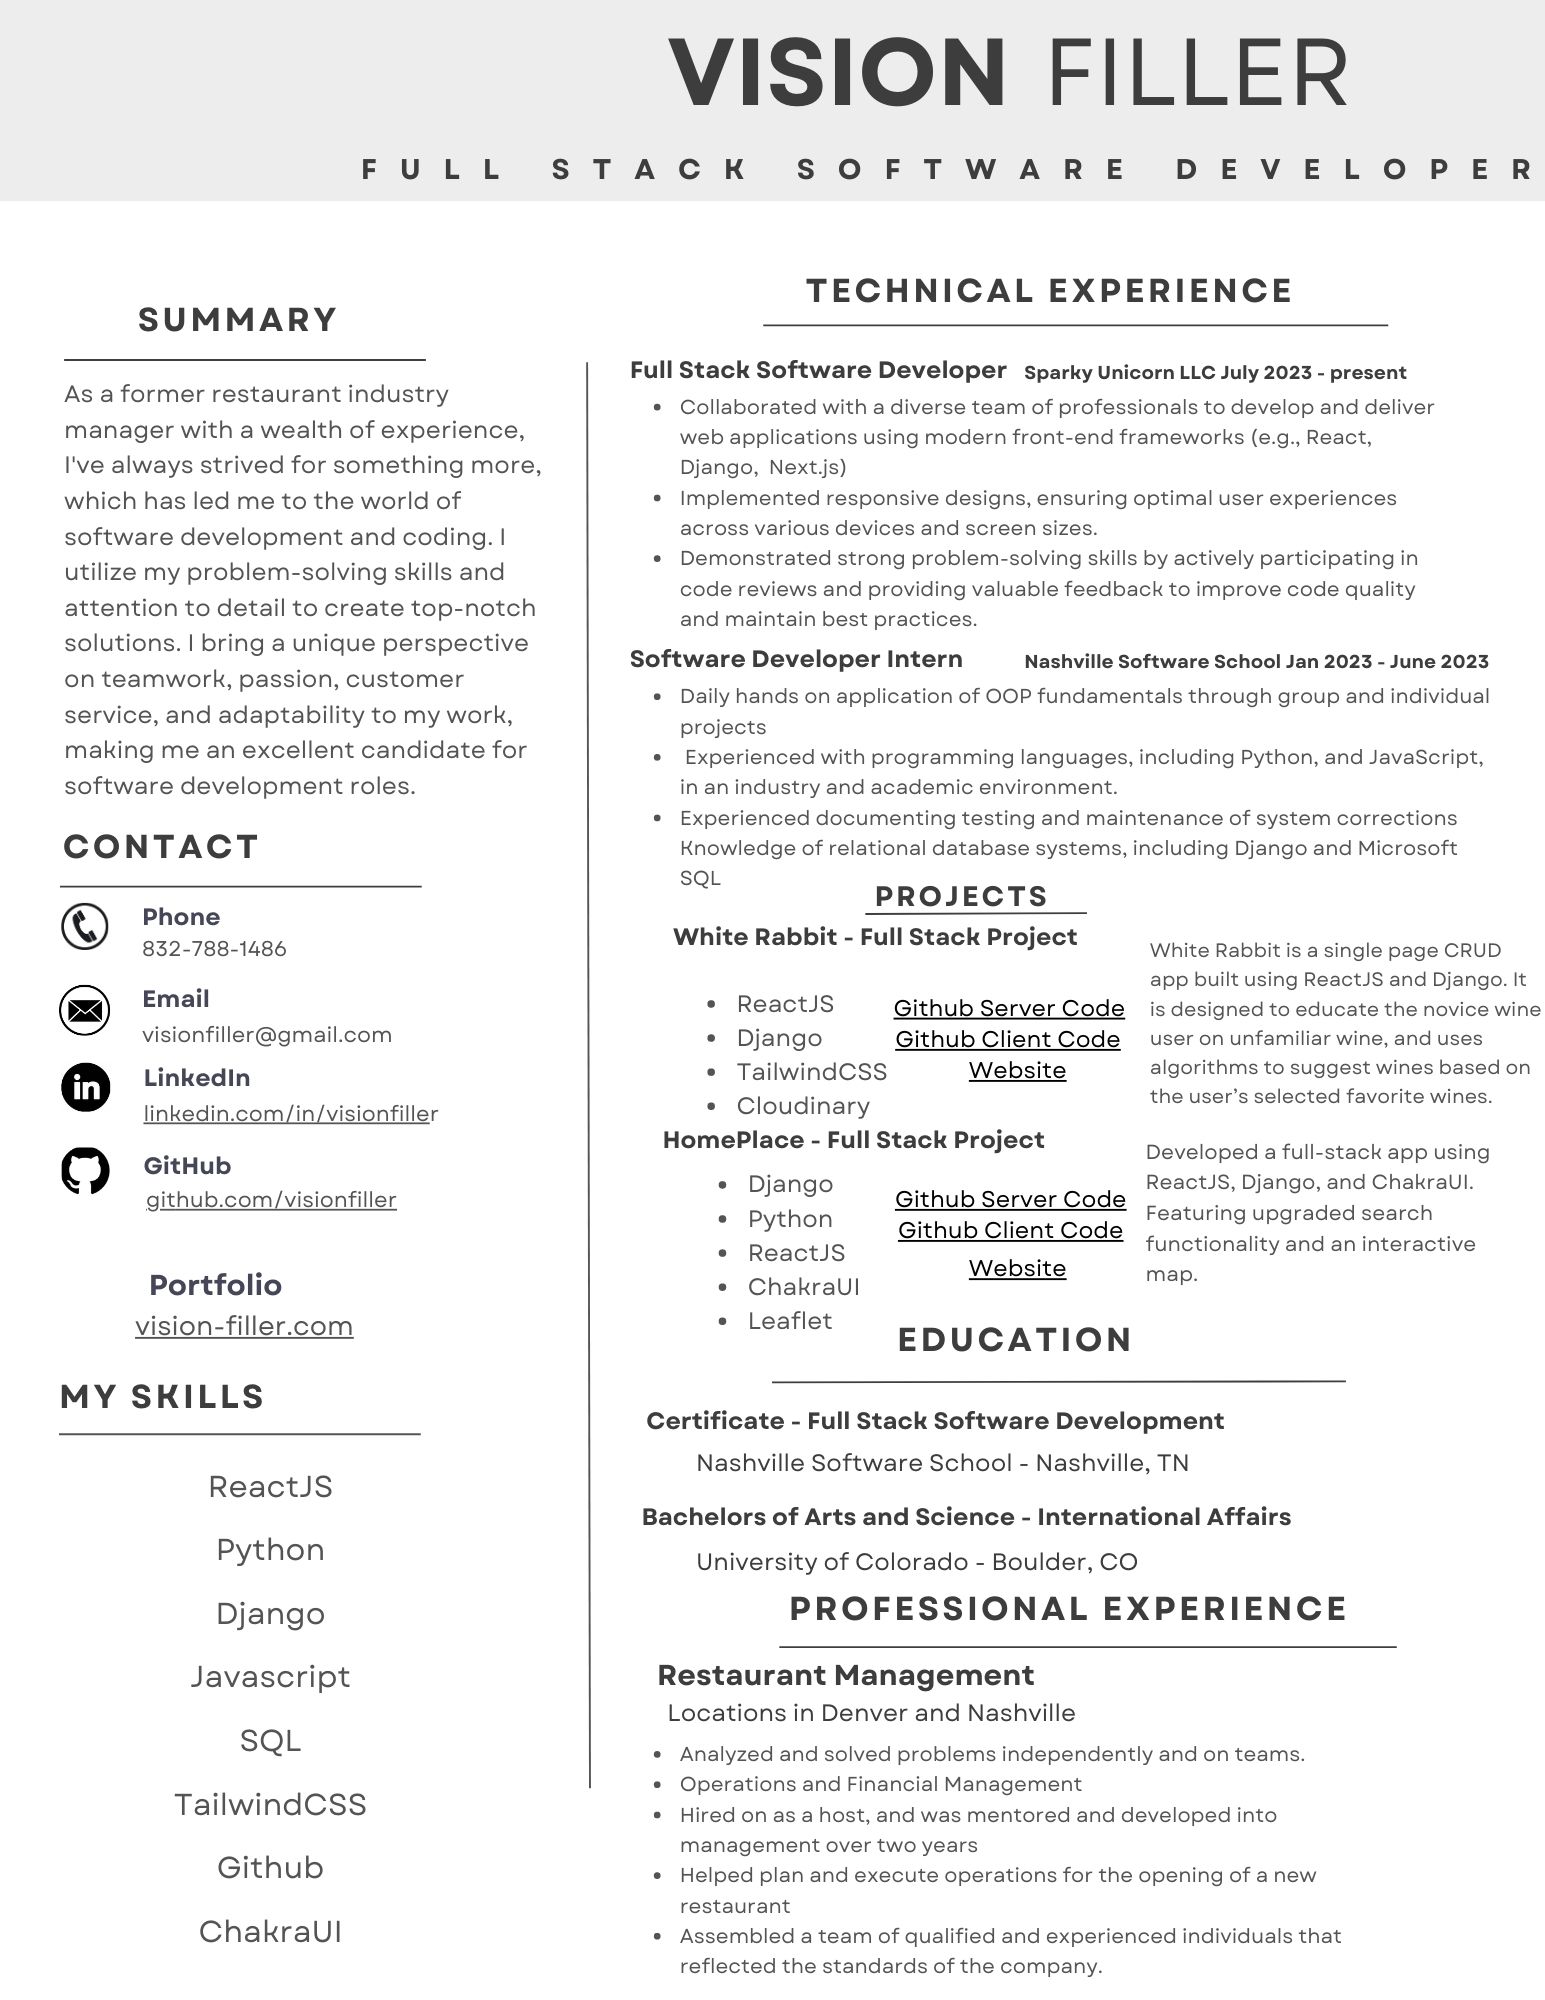 VISION FILLER
FULL STACK SOFTWARE DEVELOPER
SUMMARY
As a former restaurant industry
manager with a wealth of experience,
I've always strived for something more,
which has led me to the world of
software development and coding. I
utilize my problem-solving skills and
attention to detail to create top-notch
solutions. I bring a unique perspective
on teamwork, passion, customer
service, and adaptability to my work,
making me an excellent candidate for
software development roles.
CONTACT
Phone
832-788-1486
Email
visionfiller@gmail.com
LinkedIn
linkedin.com/in/visionfiller
GitHub
github.com/visionfiller
Portfolio
vision-filler.com
MY SKILLS
ReactJS
Python
Django
Javascript
SQL
TailwindCSS
Github
ChakraUI
TECHNICAL EXPERIENCE
Full Stack Software Developer Sparky Unicorn LLC July 2023 - present
• Collaborated with a diverse team of professionals to develop and deliver
web applications using modern front-end frameworks (e.g., React,
Django, Next.js)
• Implemented responsive designs, ensuring optimal user experiences
across various devices and screen sizes.
• Demonstrated strong problem-solving skills by actively participating in
code reviews and providing valuable feedback to improve code quality
and maintain best practices.
Software Developer Intern Nashville Software School Jan 2023 - June 2023
• Daily hands on application of OOP fundamentals through group and individual
projects
• Experienced with programming languages, including Python, and JavaScript,
in an industry and academic environment.
• Experienced documenting testing and maintenance of system corrections
Knowledge of relational database systems, including Django and Microsoft
SQL
PROJECTS
White Rabbit - Full Stack Project
• ReactJS
• Django
• TailwindCSS
• Cloudinary
Github Server Code
Github Client Code
Website
White Rabbit is a single page CRUD
app built using ReactJS and Django. It
is designed to educate the novice wine
user on unfamiliar wine, and uses
algorithms to suggest wines based on
the user’s selected favorite wines.
HomePlace - Full Stack Project
• Django
• Python
• ReactJS
• ChakraUI
• Leaflet
Github Server Code
Github Client Code
Website
Developed a full-stack app using
ReactJS, Django, and ChakraUI.
Featuring upgraded search
functionality and an interactive
map.
EDUCATION
Certificate - Full Stack Software Development
Nashville Software School - Nashville, TN
Bachelors of Arts and Science - International Affairs
University of Colorado - Boulder, CO
PROFESSIONAL EXPERIENCE
Restaurant Management
Locations in Denver and Nashville
• Analyzed and solved problems independently and on teams.
• Operations and Financial Management
• Hired on as a host, and was mentored and developed into
management over two years
• Helped plan and execute operations for the opening of a new
restaurant
• Assembled a team of qualified and experienced individuals that
reflected the standards of the company.